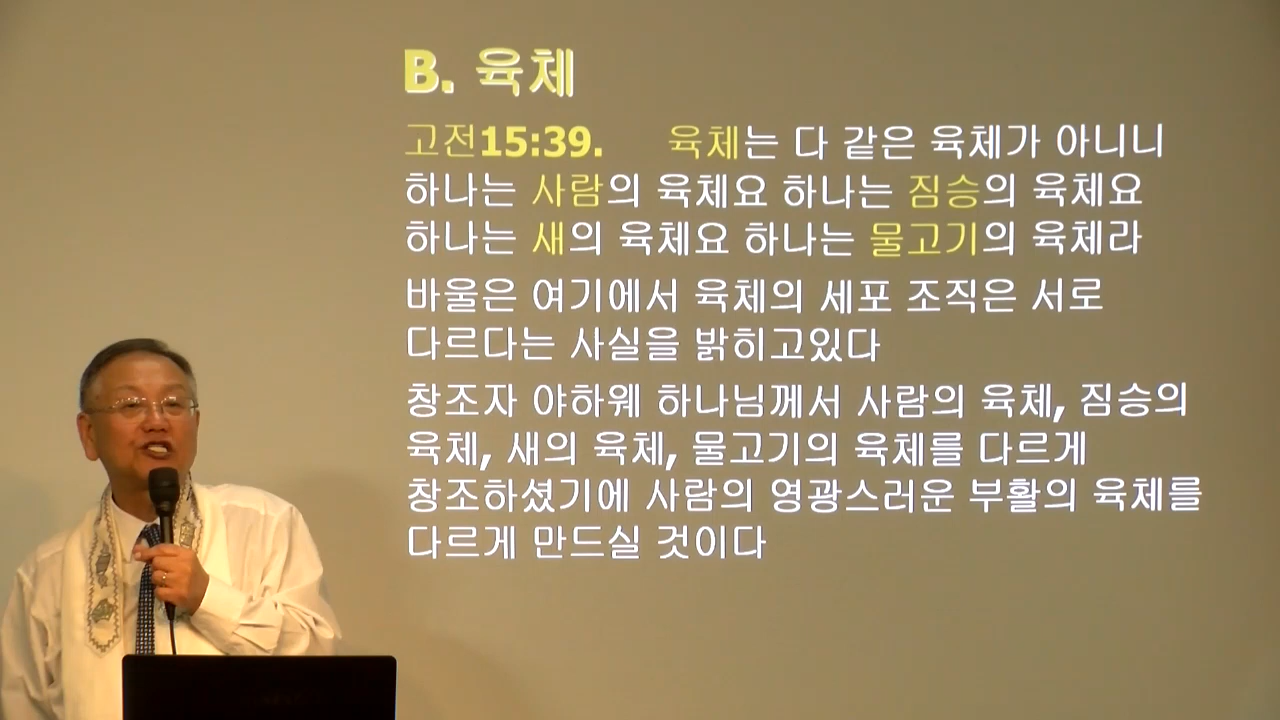 B. 육체
고전15:39. 육체는 다 같은 육체가 아니니
하나는 사람의 육체요 하나는 짐승의 육체요
하나는 새의 육체요 하나는 물고기의 육체라
바울은 여기에서 육체의 세포 조직은 서로
다르다는 사실을 밝히고있다
창조자 야하웨 하나님께서 사람의 육체, 짐승의
육체, 새의 육체, 물고기의 육체를 다르게
창조하셨기에 사람의 영광스러운 부활의 육체를
다르게 만드실 것이다